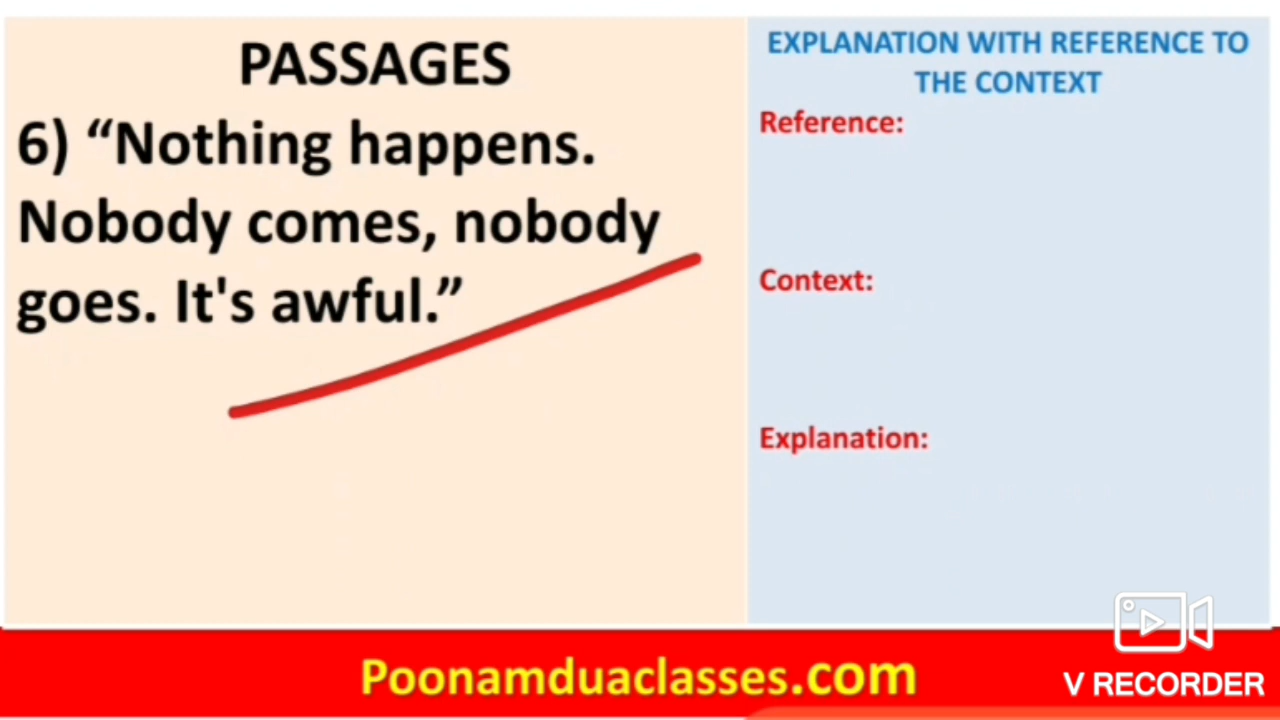 PASSAGES
6) “Nothing happens.
Nobody comes, nobody
goes. It's awful.”
EXPLANATION WITH REFERENCE TO
THE CONTEXT
Reference:
Context:
Explanation:
Poonamduaclasses.com
V RECORDER